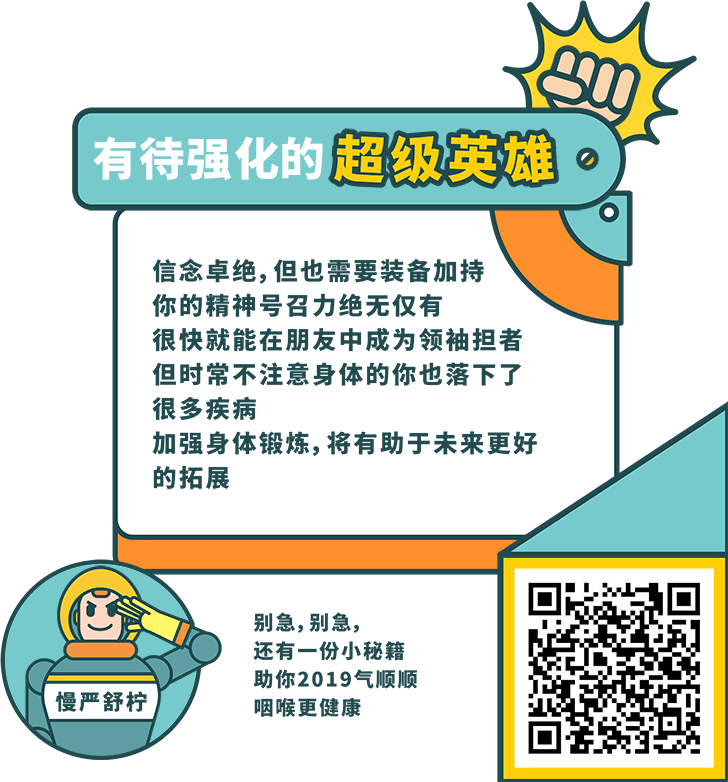 有待强化的超级英雄
信念卓绝，但也需要装备加持
你的精神号召力绝无仅有
很快就能在朋友中成为领袖担者
但时常不注意身体的你也落下了
很多疾病
加强身体锻炼，将有助于未来更好
的拓展
别急，别急，
还有一份小秘籍
助你2019气顺顺
咽喉更健康
慢严舒柠